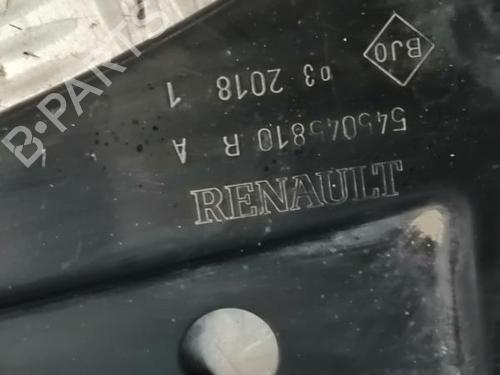 BJ0
03 2018 1
545045810 R A
RENAULT
B-PARTS